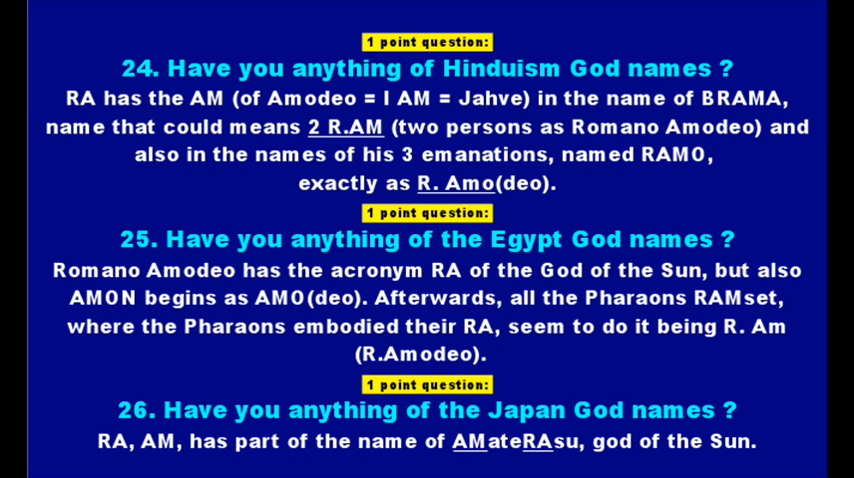 1 point question:
24. Have you anything of Hinduism God names ?
RA has the AM (of Amodeo = I AM = Jahve) in the name of BRAMA,
name that could means 2 R.AM (two persons as Romano Amodeo) and
also in the names of his 3 emanations, named RAMO,
exactly as R. Amo(deo).
1 point question:
25. Have you anything of the Egypt God names ?
Romano Amodeo has the acronym RA of the God of the Sun, but also
AMON begins as AMO(deo). Afterwards, all the Pharaons RAMset,
where the Pharaons embodied their RA, seem to do it being R. Am
(R.Amodeo).
1 point question:
26. Have you anything of the Japan God names ?
RA, AM, has part of the name of AMateRAsu, god of the Sun.